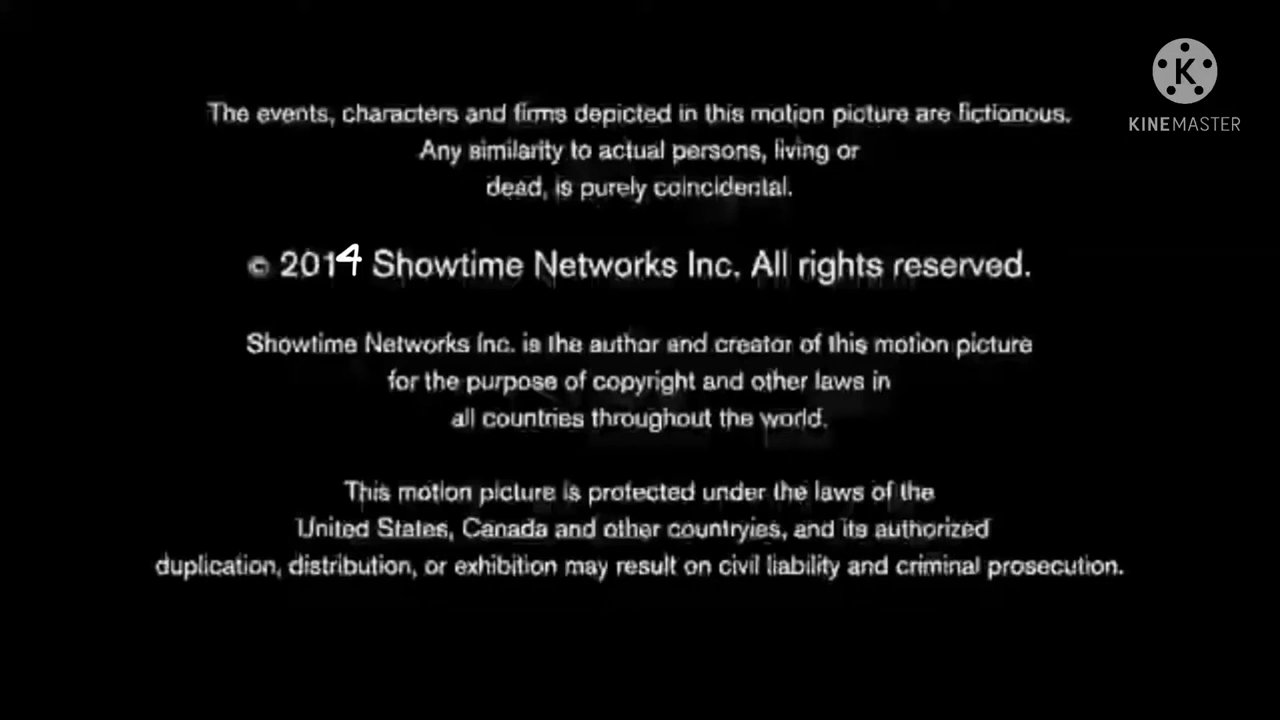 The events, characters and firms depicted in this motion picture are fictionous.
Any similarity to actual persons, living or
dead, is purely coincidental.
© 2014 Showtime Networks Inc. All rights reserved.
Showtime Networks Inc. is the author and creator of this motion picture
for the purpose of copyright and other laws in
all countries throughout the world.
This motion picture is protected under the laws of the
United States, Canada and other countryies, and its authorized
duplication, distribution, or exhibition may result on civil liability and criminal prosecution.
K
KINEMASTER